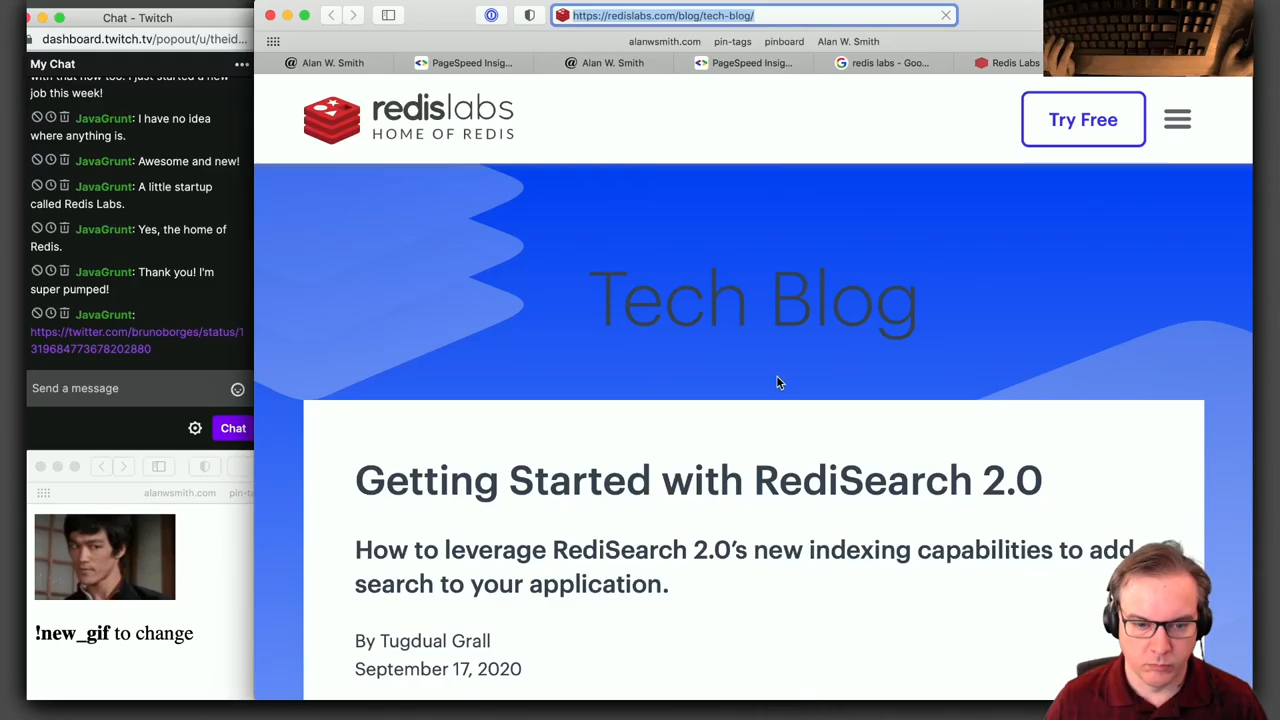 Chat - Twitch
dashboard.twitch.tv/popout/u/theid
My Chat
with that now too. I just started a new
job this week!
JavaGrunt: I have no idea
where anything is.
JavaGrunt: Awesome and new!
JavaGrunt: A little startup
called Redis Labs.
JavaGrunt: Yes, the home of
Redis.
JavaGrunt: Thank you! I'm
super pumped!
JavaGrunt:
https://twitter.com/brunoborges/status/1
319684773678202880
Send a message
Chat
alanwsmith.com pin-ta
!new_gif to change
https://redislabs.com/blog/tech-blog/
alanwsmith.com pin-tags pinboard Alan W. Smith
Alan W. Smith PageSpeed Insig... Alan W. Smith PageSpeed Insig... redis labs - Goo... Redis Labs
redislabs
HOME OF REDIS
Try Free
Tech Blog
Getting Started with RediSearch 2.0
How to leverage RediSearch 2.0's new indexing capabilities to add
search to your application.
By Tugdual Grall
September 17, 2020